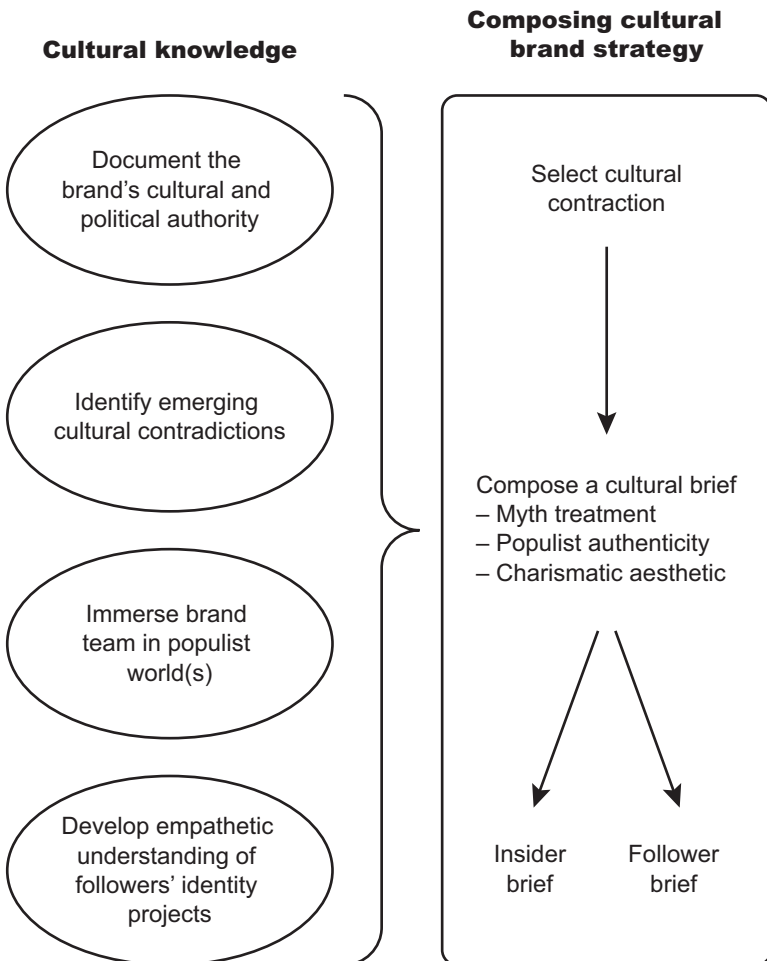 Cultural knowledge
Document the
brand's cultural and
political authority
Identify emerging
cultural contradictions
Immerse brand
team in populist
world(s)
Develop empathetic
understanding of
followers' identity
projects
Composing cultural
brand strategy
Select cultural
contraction
Compose a cultural brief
– Myth treatment
– Populist authenticity
– Charismatic aesthetic
Insider
brief
Follower
brief